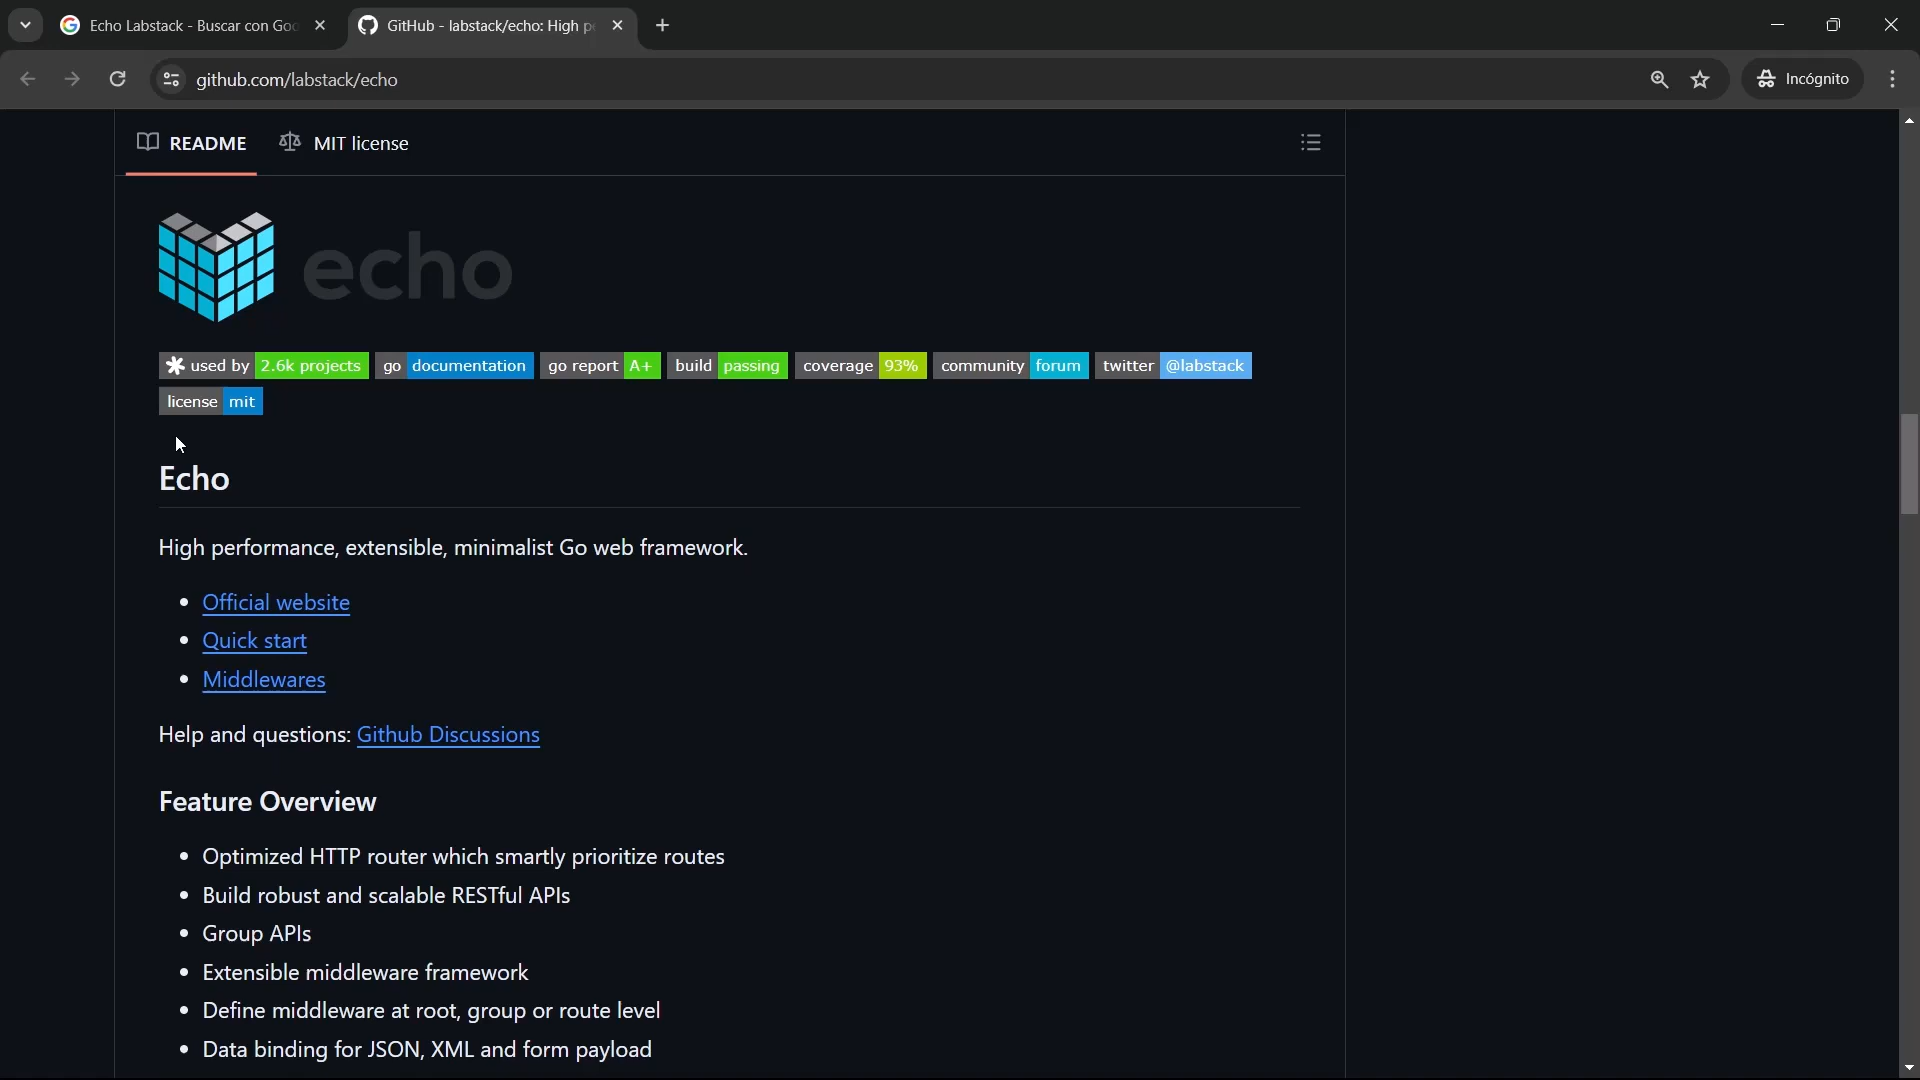 Echo Labstack - Buscar con Goo
GitHub - labstack/echo: High p
github.com/labstack/echo
Incógnito
README
MIT license
echo
used by 2.6k projects go documentation go report A+ build passing coverage 93% community forum twitter @labstack
license mit
Echo
High performance, extensible, minimalist Go web framework.
Official website
Quick start
Middlewares
Help and questions: Github Discussions
Feature Overview
Optimized HTTP router which smartly prioritize routes
Build robust and scalable RESTful APIs
Group APIs
Extensible middleware framework
Define middleware at root, group or route level
Data binding for JSON, XML and form payload